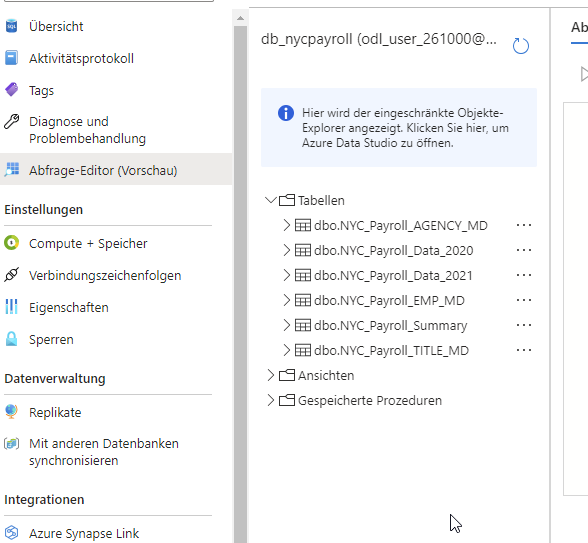 Übersicht
Aktivitätsprotokoll
Tags
Diagnose und
Problembehandlung
Abfrage-Editor (Vorschau)
Einstellungen
Compute + Speicher
Verbindungszeichenfolgen
Eigenschaften
Sperren
Datenverwaltung
Replikate
Mit anderen Datenbanken
synchronisieren
Integrationen
Azure Synapse Link
db_nycpayroll (odl_user_261000@...
Hier wird der eingeschränkte Objekte-
Explorer angezeigt. Klicken Sie hier, um
Azure Data Studio zu öffnen.
Tabellen
dbo.NYC_Payroll_AGENCY_MD
dbo.NYC_Payroll_Data_2020
dbo.NYC_Payroll_Data_2021
dbo.NYC_Payroll_EMP_MD
dbo.NYC_Payroll_Summary
dbo.NYC_Payroll_TITLE_MD
Ansichten
Gespeicherte Prozeduren
Ab